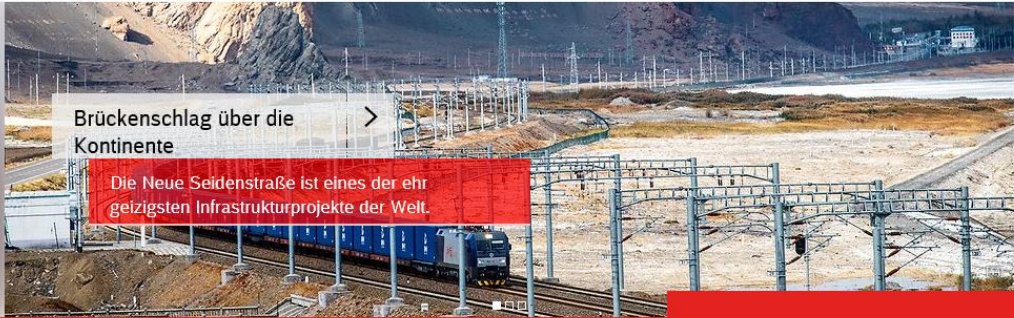 Brückenschlag über die
Kontinente
Die Neue Seidenstraße ist eines der ehr
geizigsten Infrastrukturprojekte der Welt.